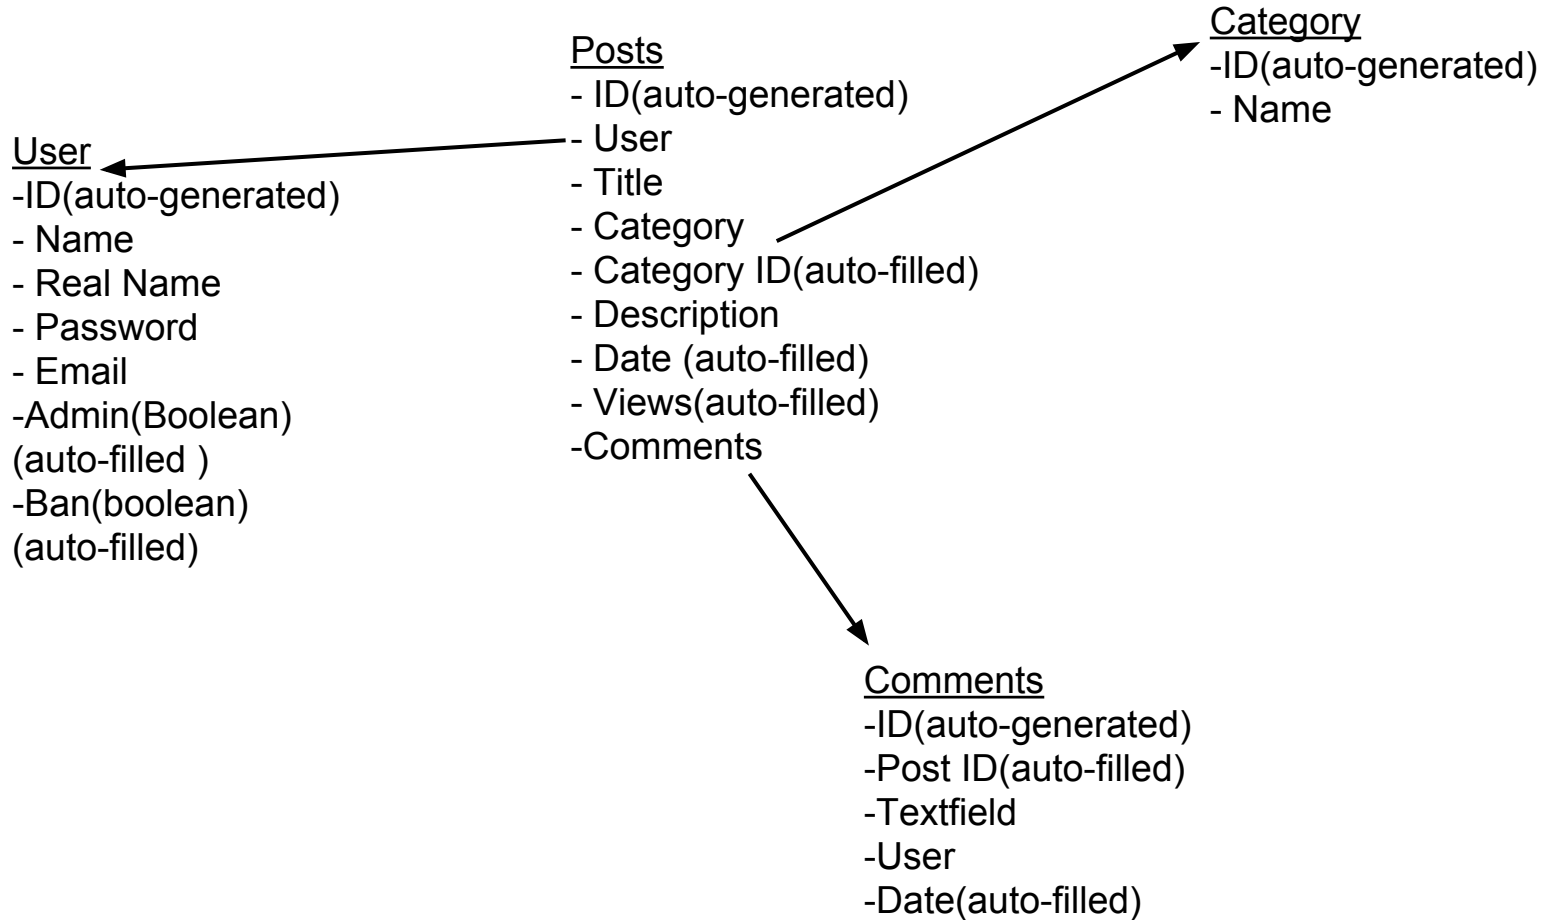 Posts
- ID(auto-generated)
- User
- Title
- Category
- Category ID(auto-filled)
- Description
- Date (auto-filled)
- Views(auto-filled)
-Comments
Category
-ID(auto-generated)
- Name
User
-ID(auto-generated)
- Name
- Real Name
- Password
- Email
-Admin(Boolean)
(auto-filled )
-Ban(boolean)
(auto-filled)
Comments
-ID(auto-generated)
-Post ID(auto-filled)
-Textfield
-User
-Date(auto-filled)